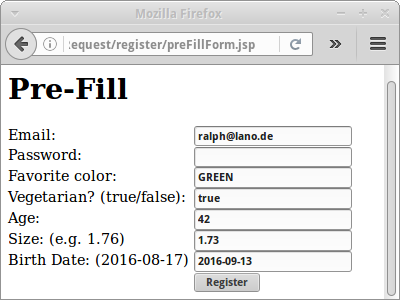 Mozilla Firefox
:equest/register/preFillForm.jsp
Pre-Fill
Email: ralph@lano.de
Password:
Favorite color: GREEN
Vegetarian? (true/false): true
Age: 42
Size: (e.g. 1.76) 1.73
Birth Date: (2016-08-17) 2016-09-13
Register